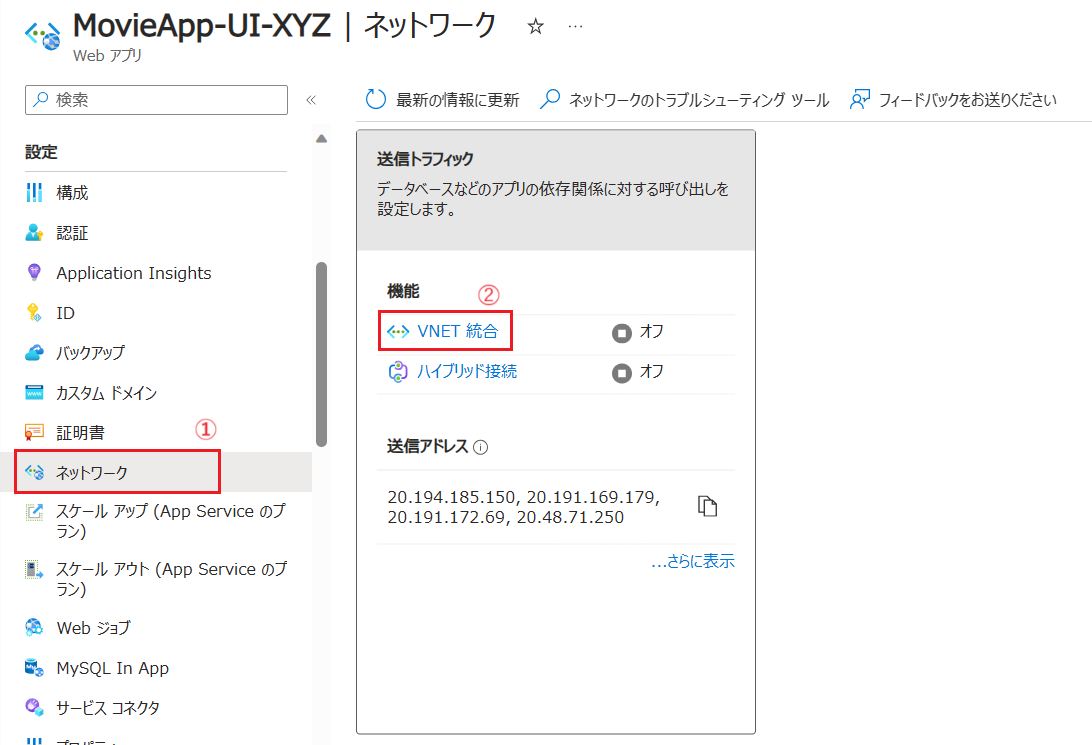 MovieApp-UI-XYZ | ネットワーク ☆ …
Web アプリ
検索 «
設定
構成
認証
Application Insights
ID
バックアップ
カスタム ドメイン
証明書 ①
ネットワーク
スケール アップ (App Service のプ
ラン)
スケール アウト (App Service のプ
ラン)
Web ジョブ
MySQL In App
サービス コネクタ
プロパティ
最新の情報に更新 ネットワークのトラブルシューティング ツール フィードバックをお送りください
送信トラフィック
データベースなどのアプリの依存関係に対する呼び出しを
設定します。
機能 ②
VNET 統合 オフ
ハイブリッド接続 オフ
送信アドレス
20.194.185.150, 20.191.169.179,
20.191.172.69, 20.48.71.250
...さらに表示